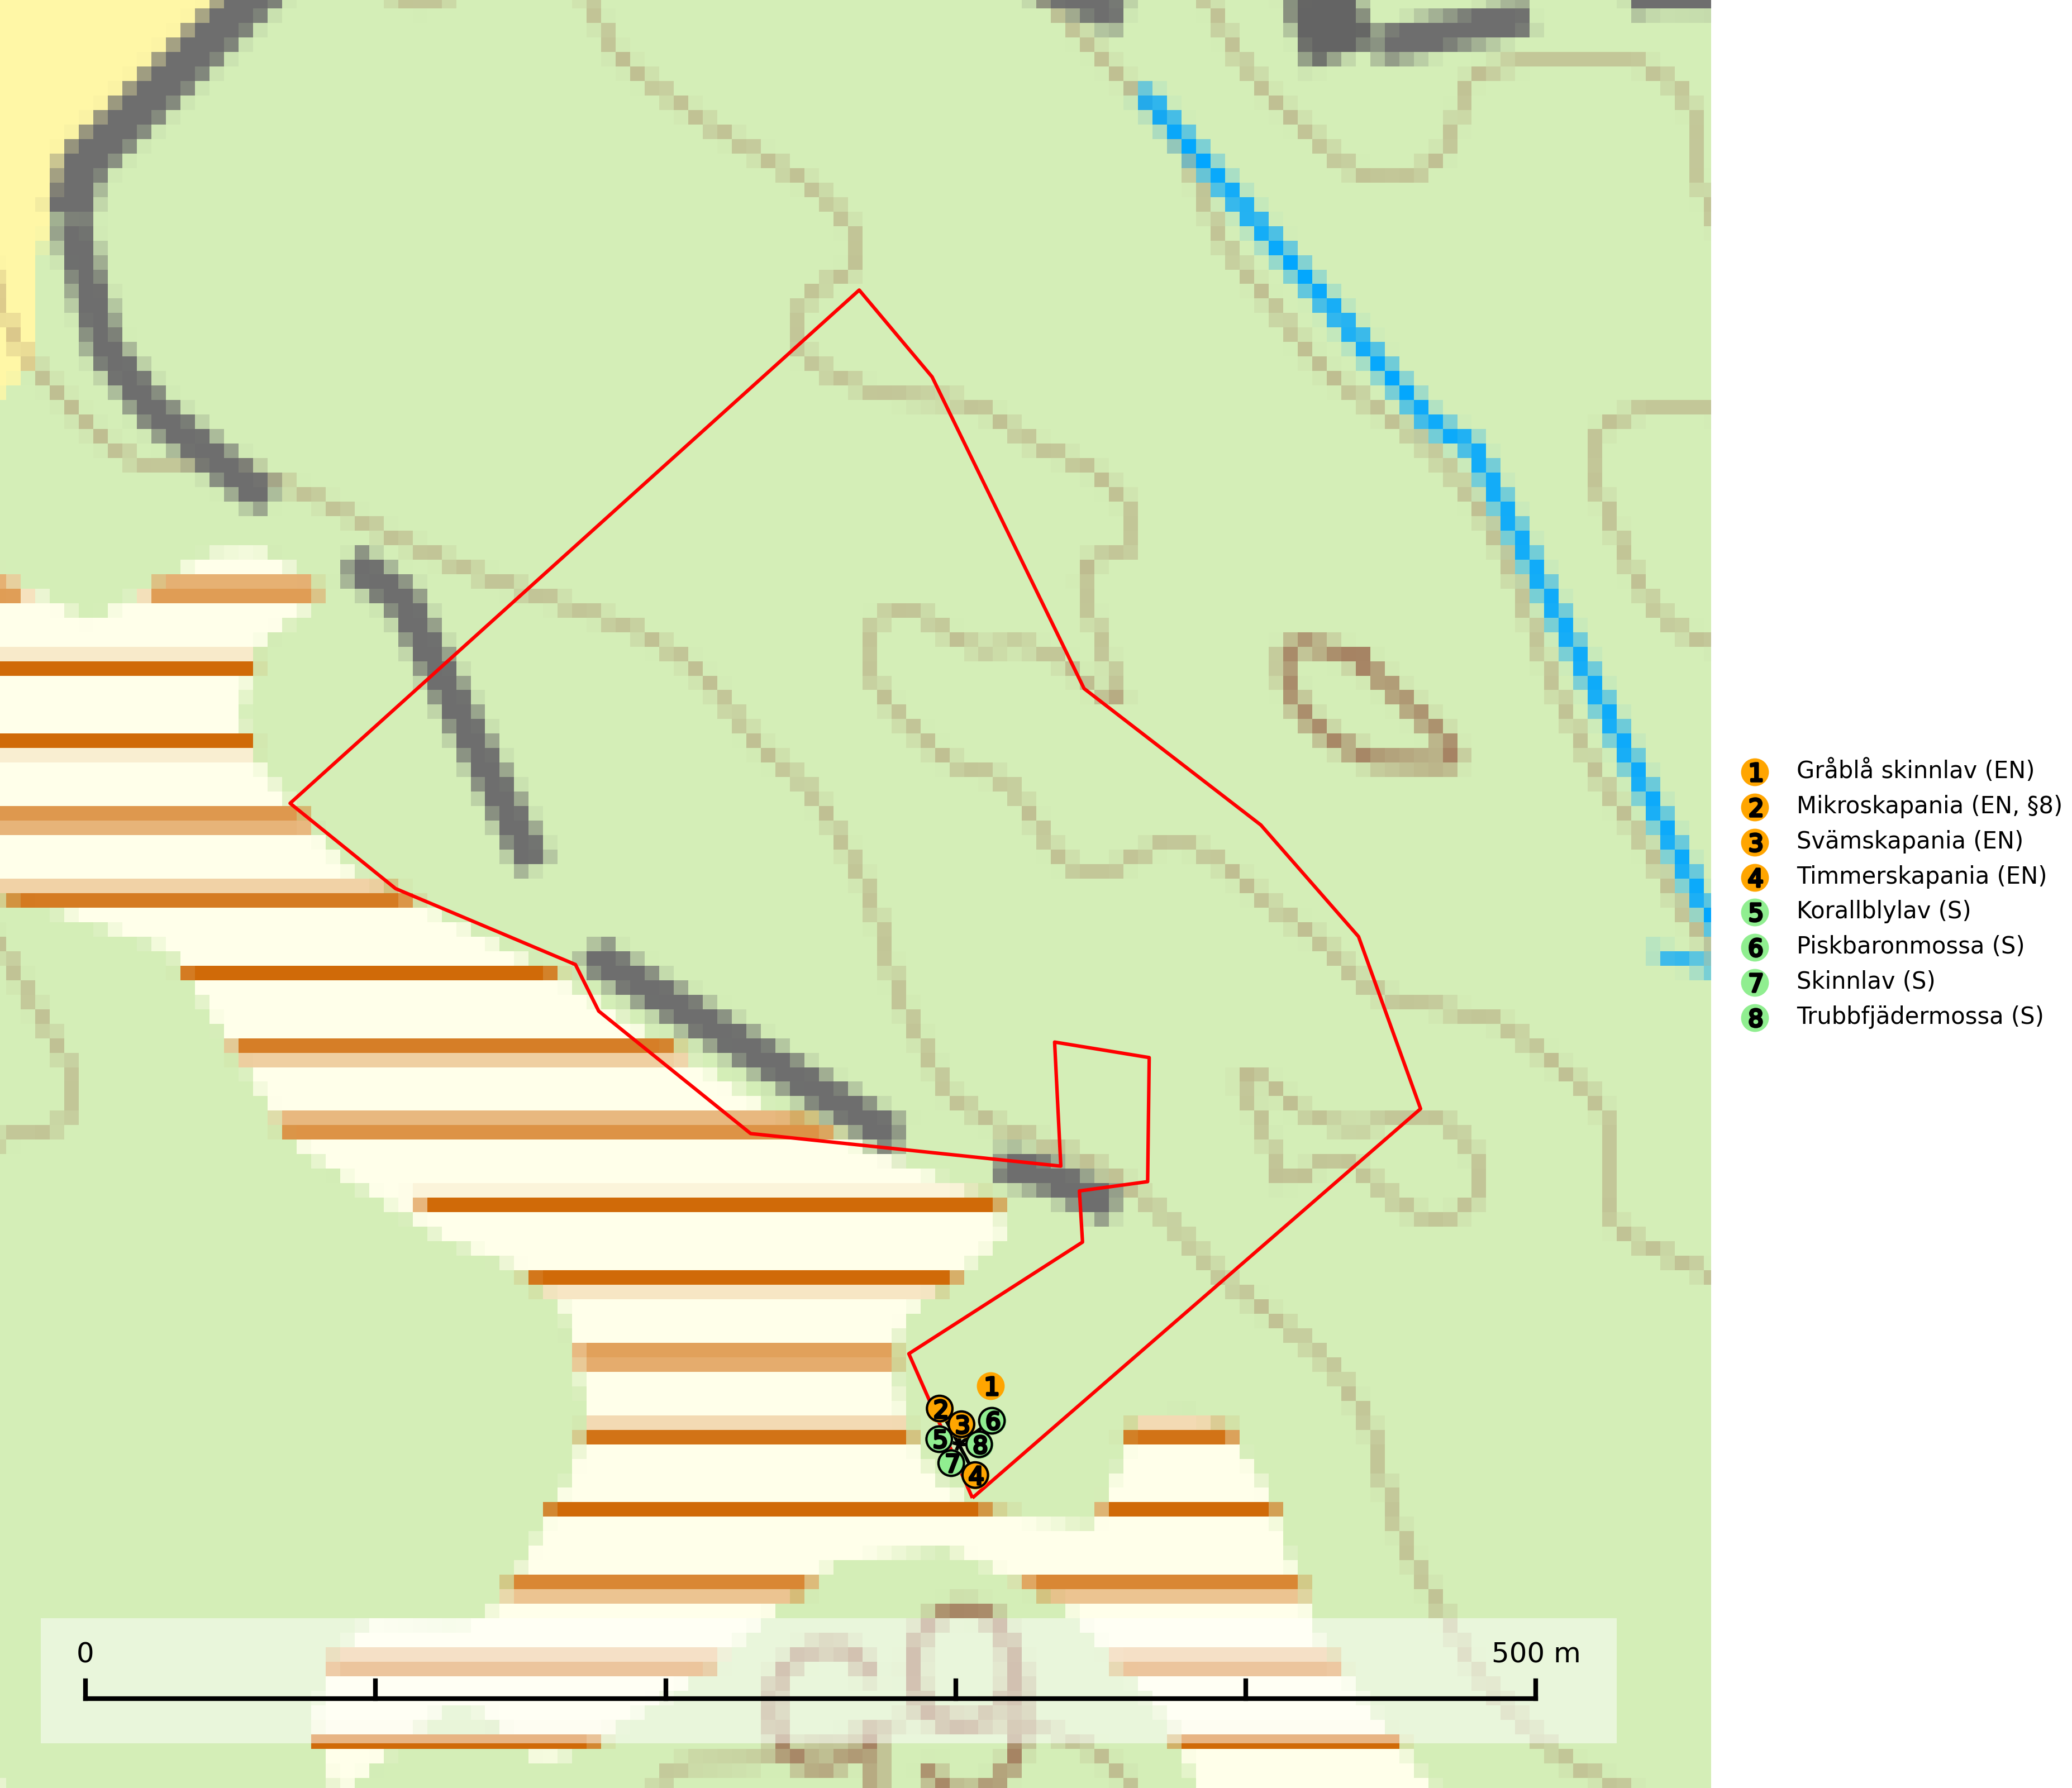 1 Gråblå skinnlav (EN)
2 Mikroskapania (EN, §8)
3 Svämskapania (EN)
4 Timmerskapania (EN)
5 Korallblylav (S)
6 Piskbaronmossa (S)
7 Skinnlav (S)
8 Trubbfjädermossa (S)
1
2
3
6
5
8
7
4
0
500 m